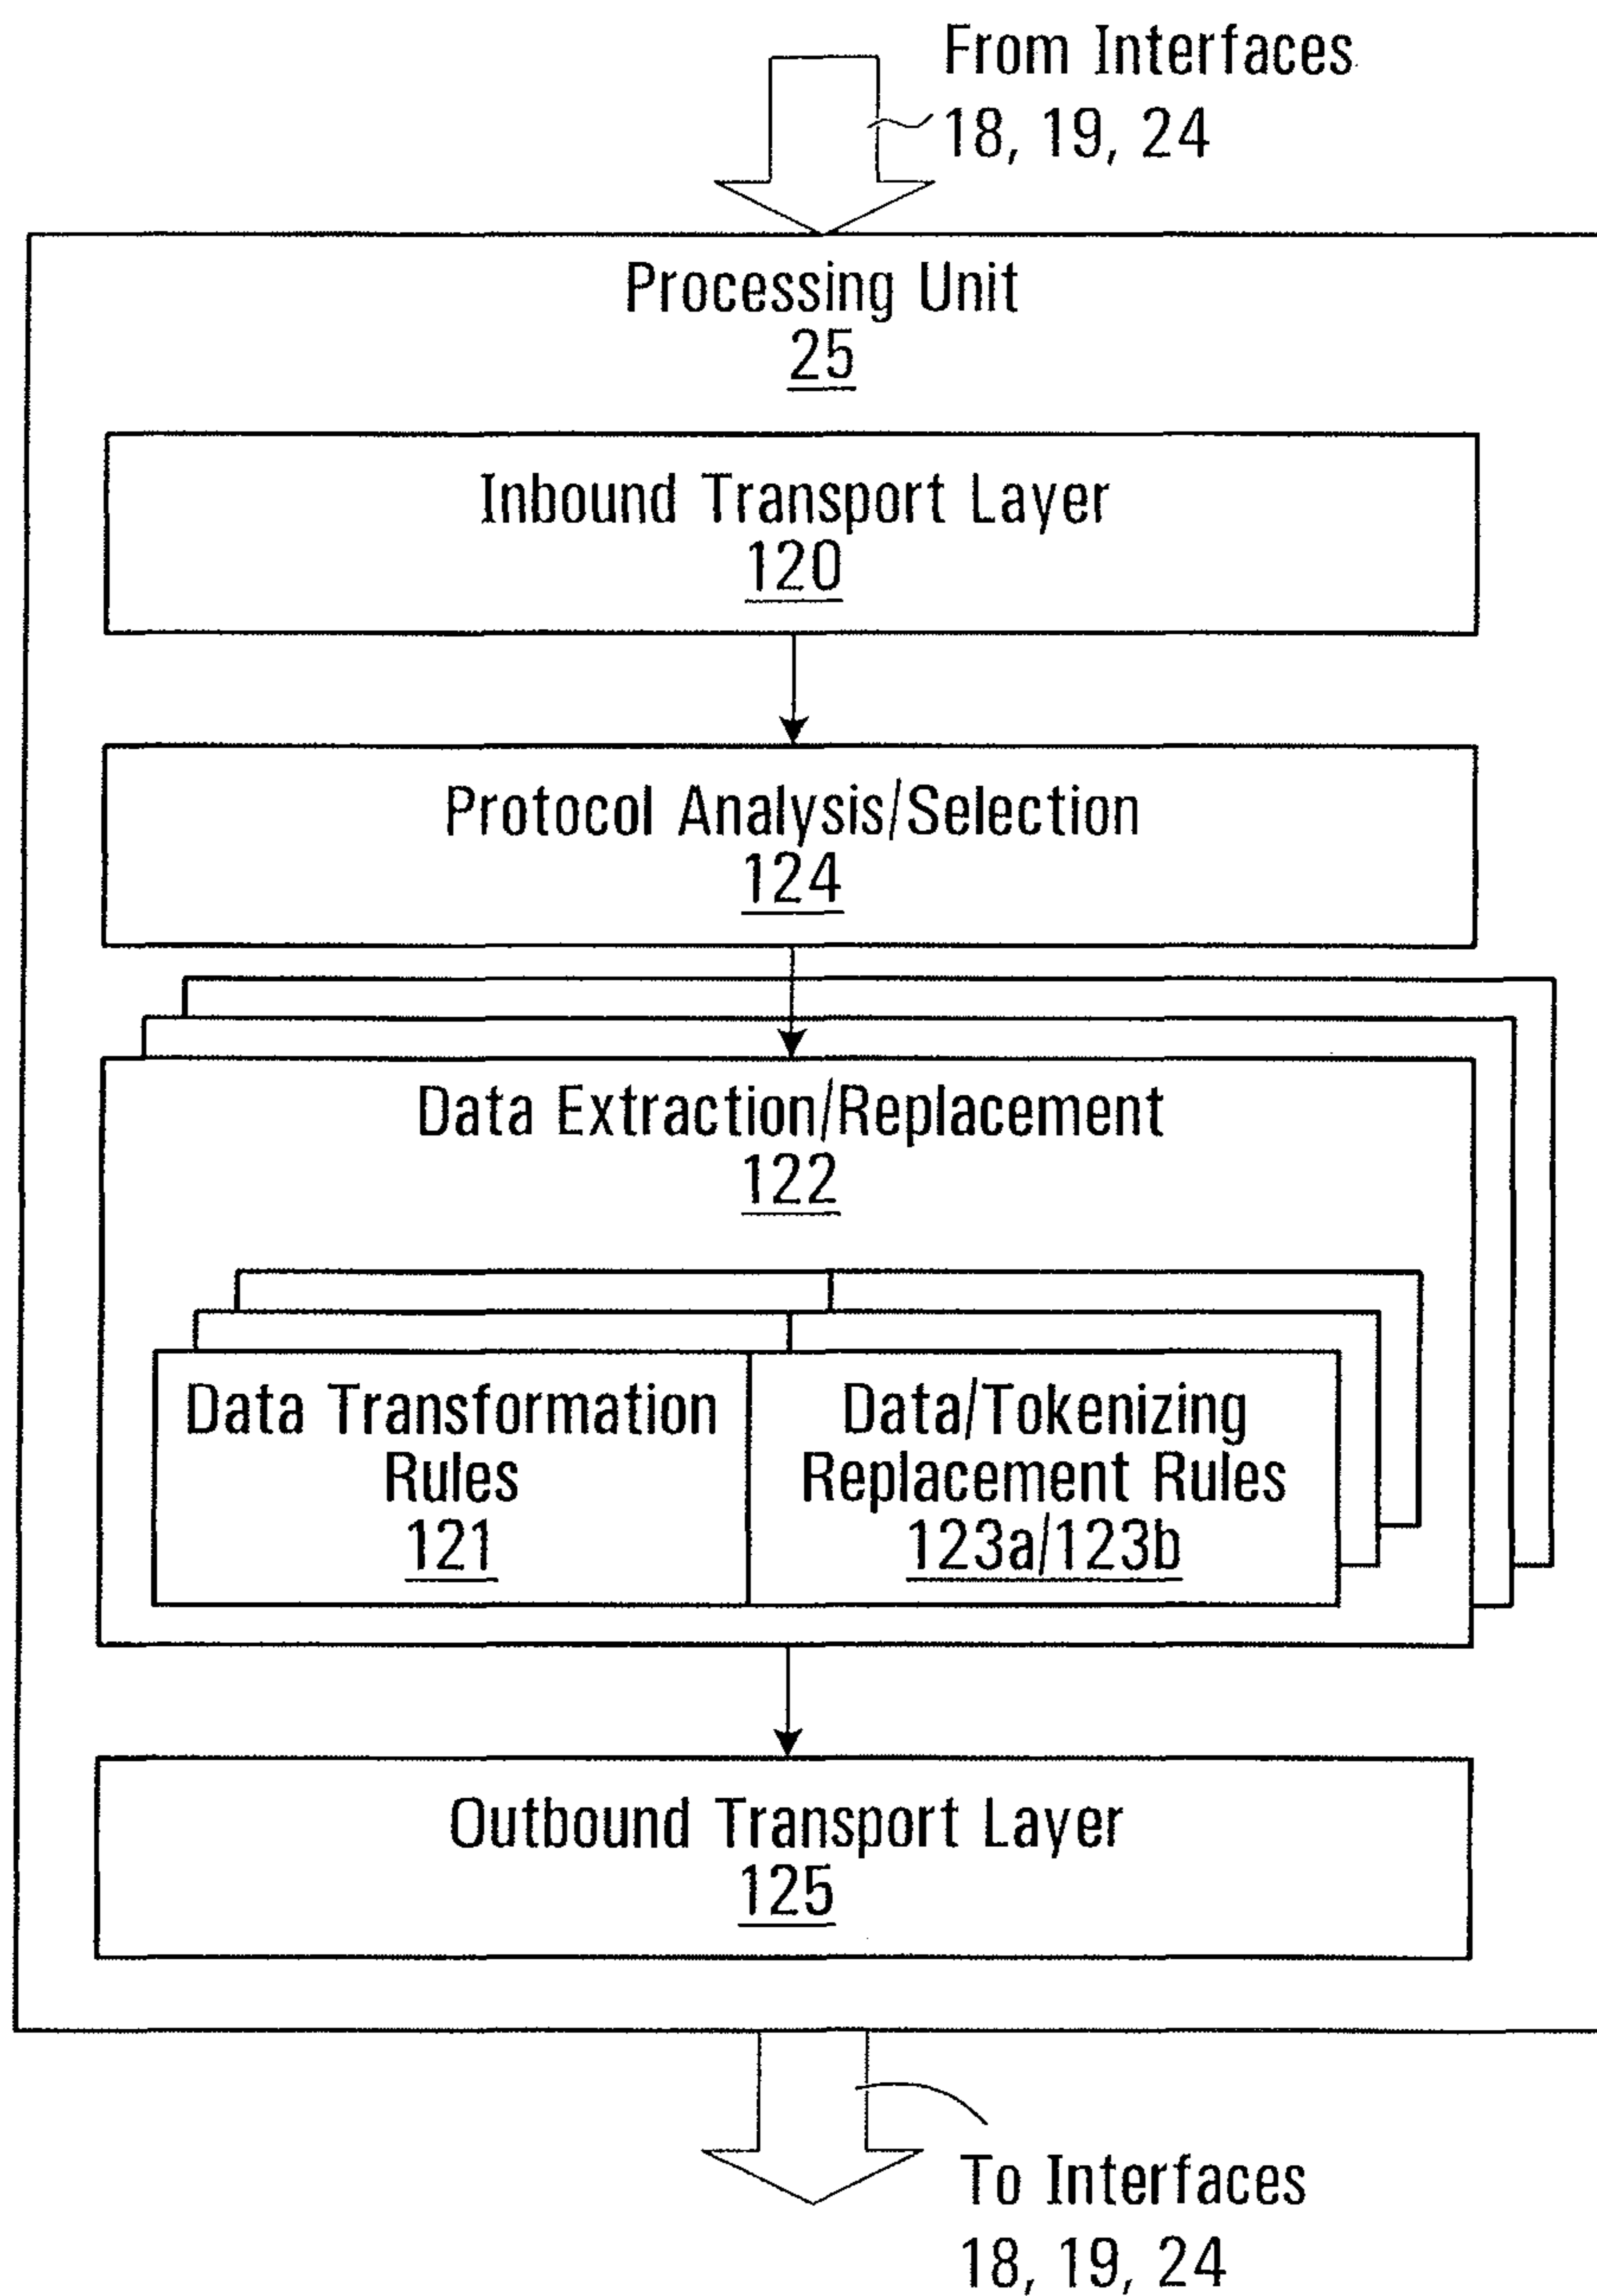 From Interfaces
18, 19, 24
Processing Unit
25
Inbound Transport Layer
120
Protocol Analysis/Selection
124
Data Extraction/Replacement
122
Data Transformation
Rules
121
Data/Tokenizing
Replacement Rules
123a/123b
Outbound Transport Layer
125
To Interfaces
18, 19, 24